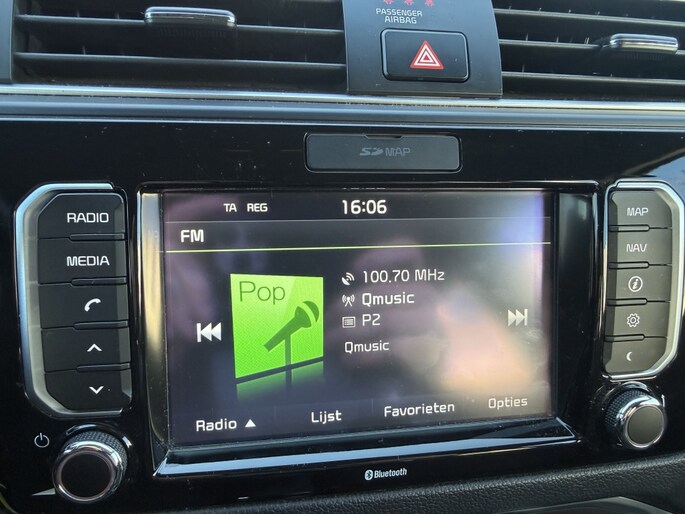 PASSENGER
AIRBAG
SD MAP
RADIO
MEDIA
TA REG 16:06
FM
Pop
100.70 MHz
Qmusic
P2
Qmusic
Radio Lijst Favorieten Opties
MAP
NAV
Bluetooth